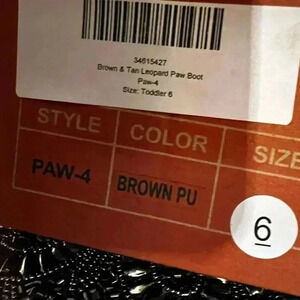 34615427
Brown & Tan Leopard Paw Boot
Paw-4
Size: Toddler 6
STYLE COLOR SIZE
PAW-4 BROWN PU 6